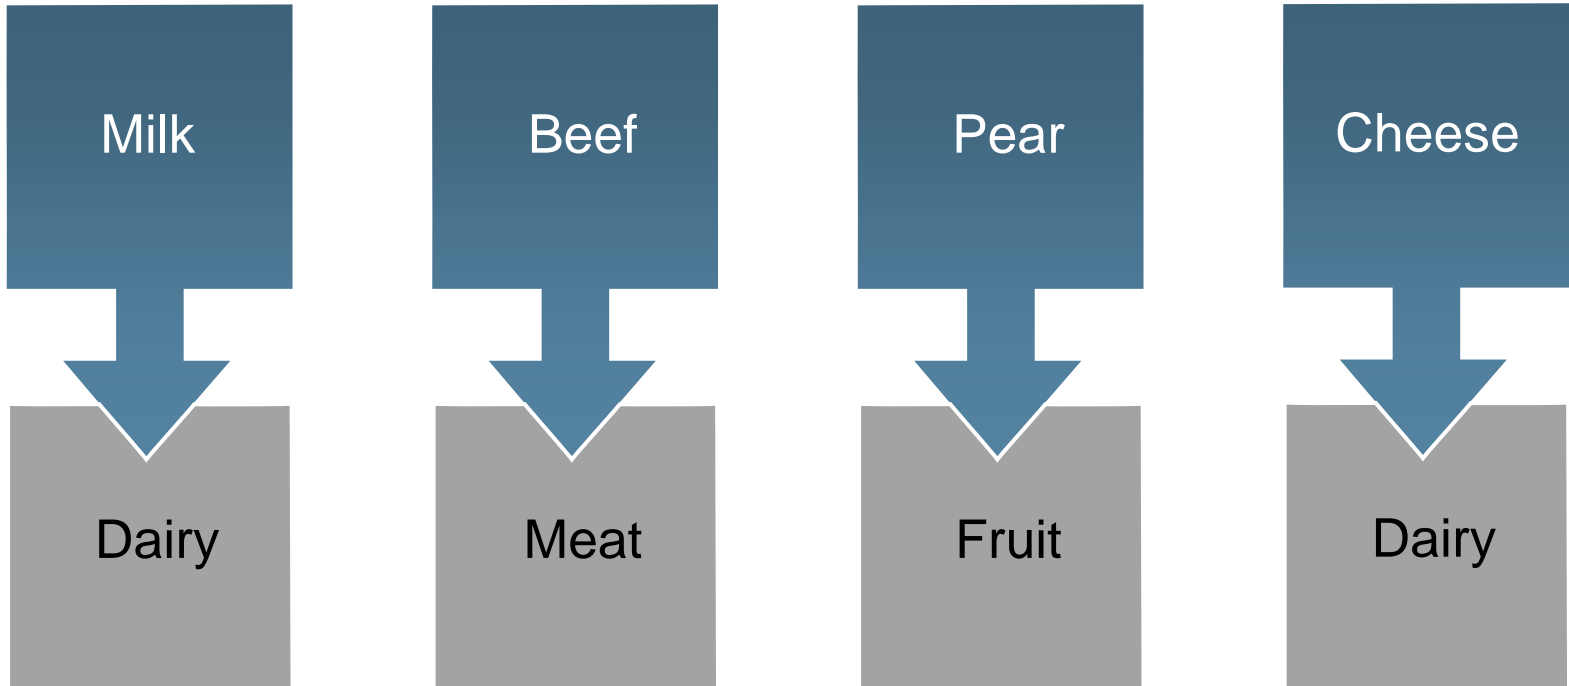 Milk
Beef
Pear
Cheese
Dairy
Meat
Fruit
Dairy